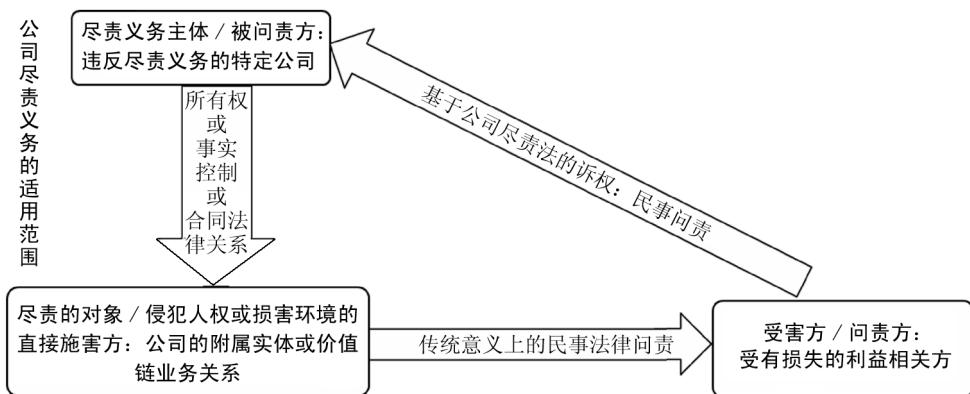 公司尽责义务的适用范围
尽责义务主体/被问责方：
违反尽责义务的特定公司
所有权
或
事实
控制
或
合同法
律关系
基于公司尽责法的诉权：民事问责
尽责的对象/侵犯人权或损害环境的
直接施害方：公司的附属实体或价值
链业务关系
传统意义上的民事法律问责
受害方/问责方：
受有损失的利益相关方